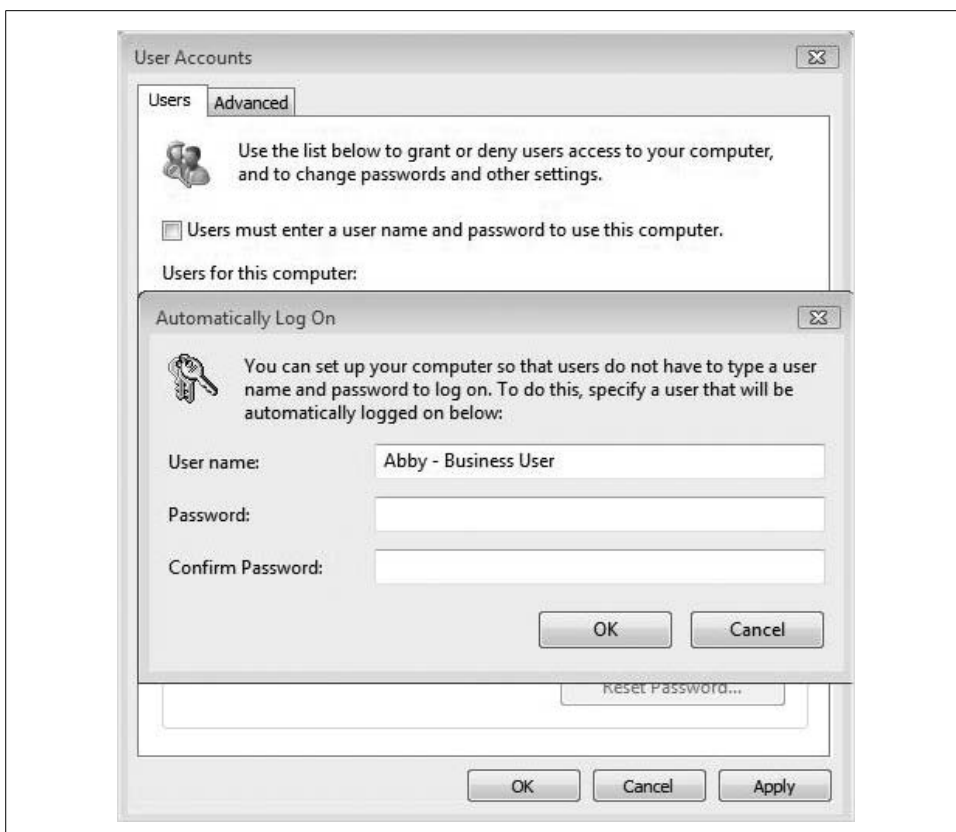 User Accounts
Users
Advanced
Use the list below to grant or deny users access to your computer,
and to change passwords and other settings.
Users must enter a user name and password to use this computer.
Users for this computer:
Automatically Log On
You can set up your computer so that users do not have to type a user
name and password to log on. To do this, specify a user that will be
automatically logged on below:
User name:
Abby - Business User
Password:
Confirm Password:
OK
Cancel
Reset Password...
OK
Cancel
Apply